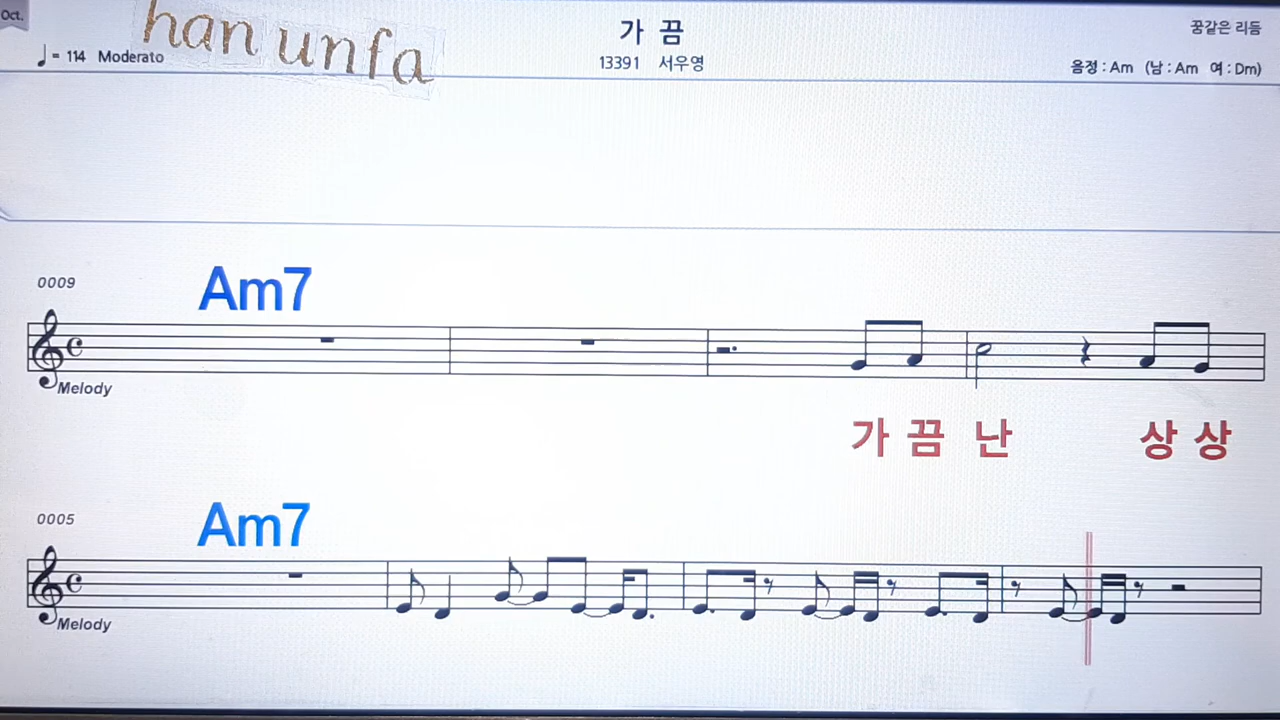 Oct.
han unfa
= 114 Moderato
가 끔
13391 서우영
꿈같은 리듬
음정 : Am (남 : Am 여 : Dm)
0009
Am7
Melody
가 끔 난 상 상
0005
Am7
Melody